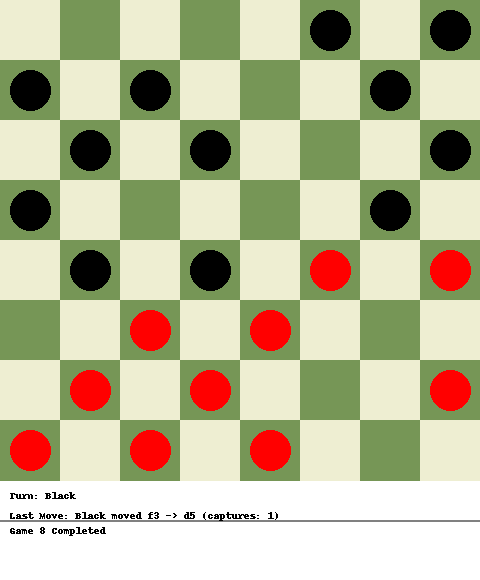 Turn: Black
Last Move: Black moved f3 -> d5 (captures: 1)
Game 8 Completed